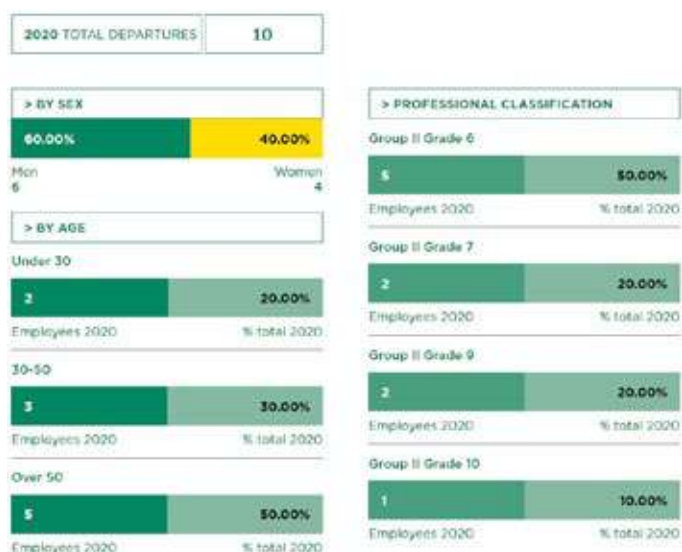 2020 TOTAL DEPARTURES 10
> BY SEX
60.00% 40.00%
Men Women
6 4
> BY AGE
Under 30
2 20.00%
Employees 2020 % total 2020
30-50
3 30.00%
Employees 2020 % total 2020
Over 50
5 50.00%
Employees 2020 % total 2020
> PROFESSIONAL CLASSIFICATION
Group II Grade 6
5 50.00%
Employees 2020 % total 2020
Group II Grade 7
2 20.00%
Employees 2020 % total 2020
Group II Grade 9
2 20.00%
Employees 2020 % total 2020
Group II Grade 10
1 10.00%
Employees 2020 % total 2020